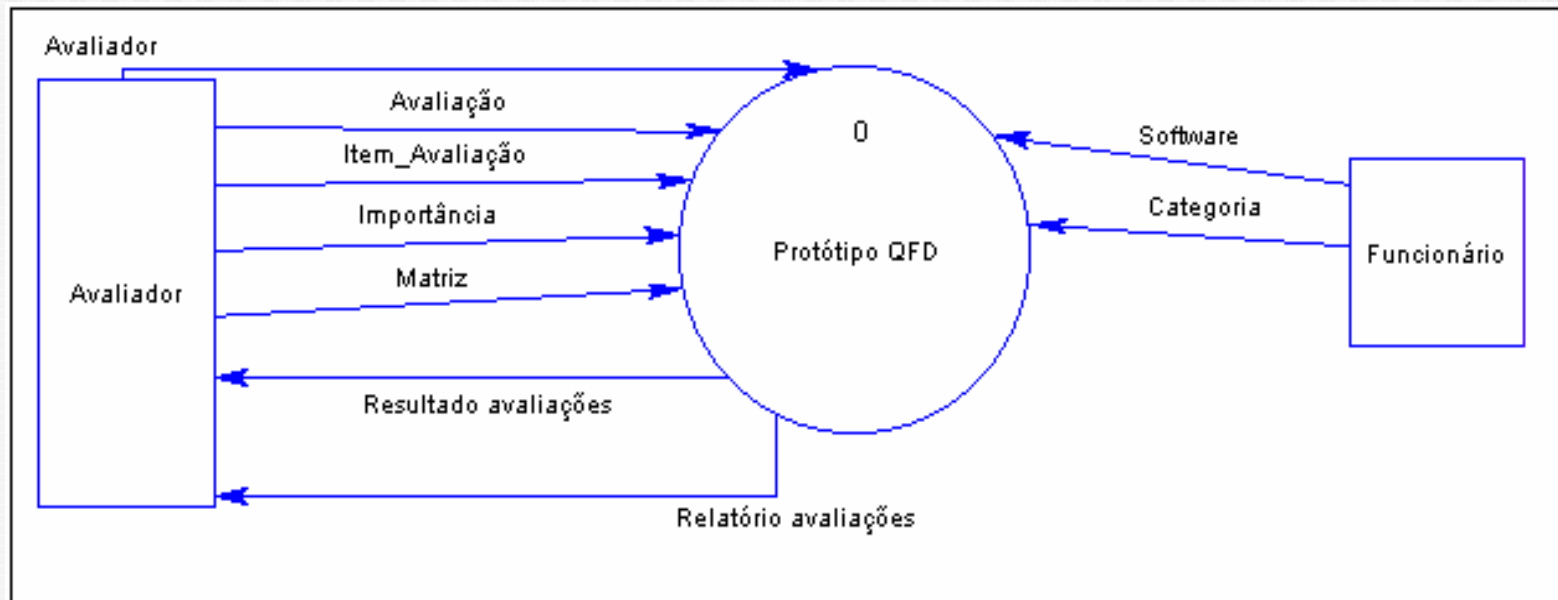 Avaliador
Avaliação
0
Software
Item_Avaliação
Importância
Categoria
Protótipo QFD
Funcionário
Matriz
Avaliador
Resultado avaliações
Relatório avaliações